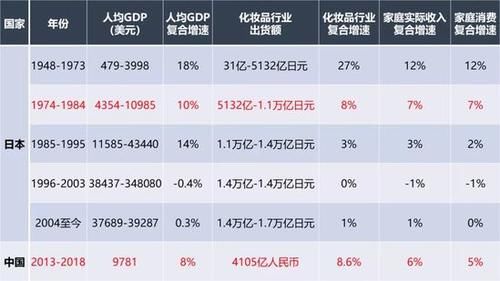 国家 年份 人均GDP (美元) 人均GDP 复合增速 化妆品行业 出货额 化妆品行业 复合增速 家庭实际收入 复合增速 家庭消费 复合增速
日本 1948-1973 479-3998 18% 31亿-5132亿日元 27% 12% 12%
1974-1984 4354-10985 10% 5132亿-1.1万亿日元 8% 7% 7%
1985-1995 11585-43440 14% 1.1万亿-1.4万亿日元 3% 3% 2%
1996-2003 38437-348080 -0.4% 1.4万亿-1.4万亿日元 0% -1% -1%
2004至今 37689-39287 0.3% 1.4万亿-1.7万亿日元 1% 1% 0%
中国 2013-2018 9781 8% 4105亿人民币 8.6% 6% 5%